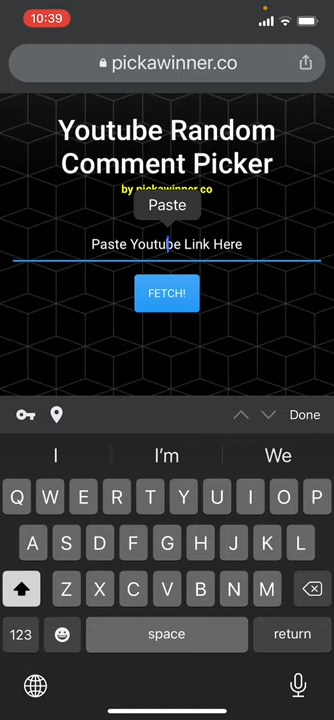 10:39
pickawinner.co
Youtube Random
Comment Picker
by pickawinner.co
Paste
Paste Youtube Link Here
FETCH!
Done
I I'm We
Q W E R T Y U I O P
A S D F G H J K L
Z X C V B N M
123 space return